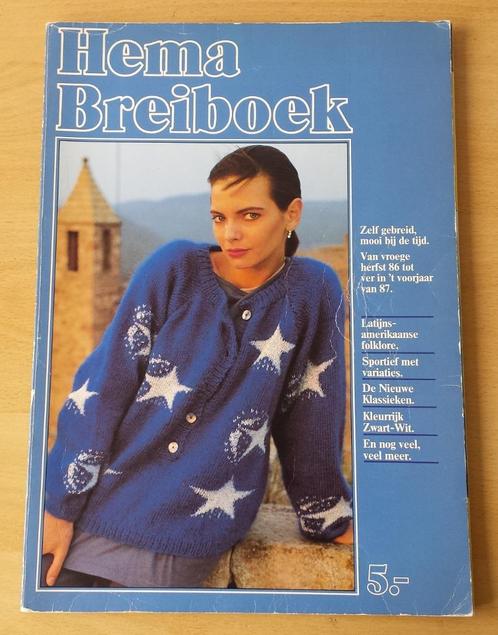 Hema
Breiboek
Zelf gebreid,
mooi bij de tijd.
Van vroege
herfst 86 tot
ver in 't voorjaar
van 87.
Latijns-
amerikaanse
folklore.
Sportief met
variaties.
De Nieuwe
Klassieken.
Kleurrijk
Zwart-Wit.
En nog veel,
veel meer.
5.-